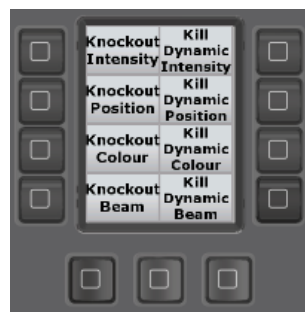 Knockout
Intensity
Kill
Dynamic
Intensity
Knockout
Position
Kill
Dynamic
Position
Knockout
Colour
Kill
Dynamic
Colour
Knockout
Beam
Kill
Dynamic
Beam